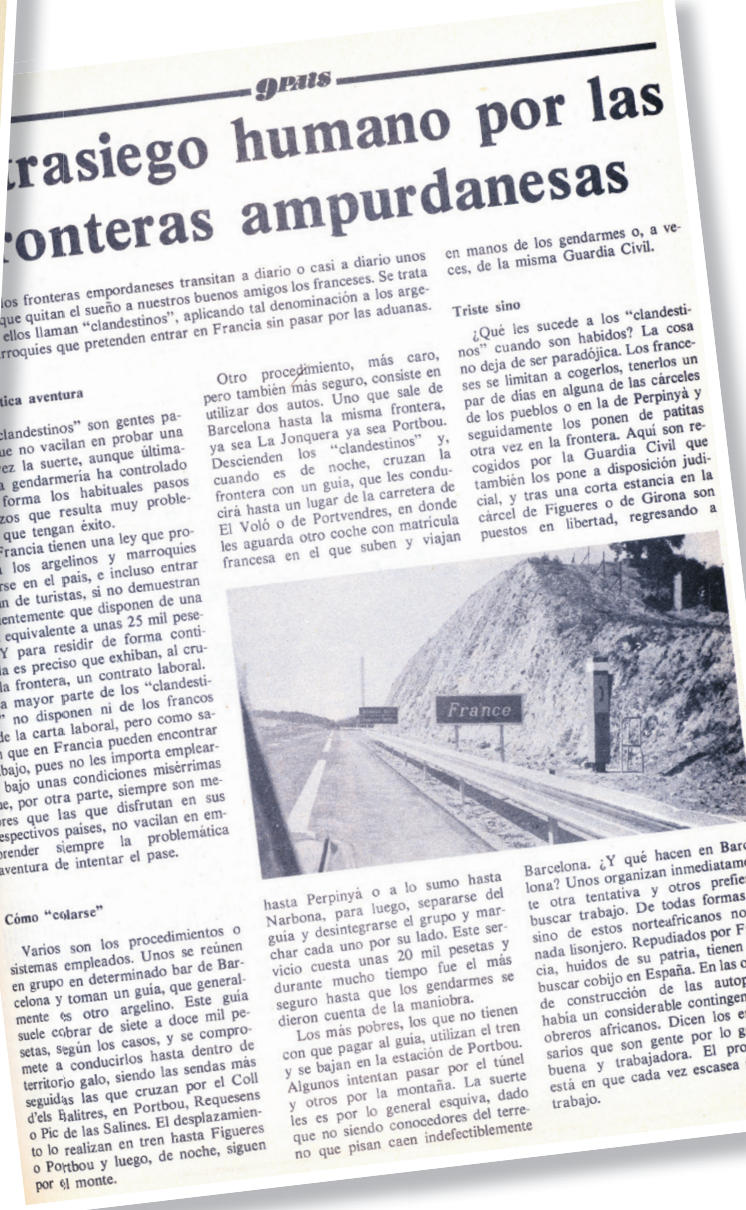 9País
trasiego humano por las
ronteras ampurdanesas
los fronteras empordaneses transitan a diario o casi a diario unos
que quitan el sueño a nuestros buenos amigos los franceses. Se trata
ellos llaman “clandestinos”, aplicando tal denominación a los arge-
rroquíes que pretenden entrar en Francia sin pasar por las aduanas.
tica aventura
clandestinos” son gentes pa-
ue no vacilan en probar una
ez la suerte, aunque última-
a gendarmería ha controlado
forma los habituales pasos
zos que resulta muy proble-
que tengan éxito.
Francia tienen una ley que pro-
a los argelinos y marroquíes
rse en el país, e incluso entrar
an de turistas, si no demuestran
entemente que disponen de una
equivalente a unas 25 mil pese-
Y para residir de forma conti-
a es preciso que exhiban, al cru-
la frontera, un contrato laboral.
a mayor parte de los “clandesti-
” no disponen ni de los francos
de la carta laboral, pero como sa-
n que en Francia pueden encontrar
bajo, pues no les importa emplear-
bajo unas condiciones misérrimas
ue, por otra parte, siempre son me-
ores que las que disfrutan en sus
respectivos países, no vacilan en em-
prender siempre la problemática
aventura de intentar el pase.
Cómo “colarse”
Varios son los procedimientos o
sistemas empleados. Unos se reúnen
en grupo en determinado bar de Bar-
celona y toman un guía, que general-
mente es otro argelino. Este guía
suele cobrar de siete a doce mil pe-
setas, según los casos, y se compro-
mete a conducirlos hasta dentro de
territorio galo, siendo las sendas más
seguidas las que cruzan por el Coll
d'els Balitres, en Portbou, Requesens
o Pic de las Salines. El desplazamien-
to lo realizan en tren hasta Figueres
o Portbou y luego, de noche, siguen
por el monte.
Otro procedimiento, más caro,
pero también más seguro, consiste en
utilizar dos autos. Uno que sale de
Barcelona hasta la misma frontera,
ya sea La Jonquera ya sea Portbou.
Descienden los “clandestinos” y,
cuando es de noche, cruzan la
frontera con un guía, que les condu-
cirá hasta un lugar de la carretera de
El Voló o de Portvendres, en donde
les aguarda otro coche con matrícula
francesa en el que suben y viajan
France
hasta Perpinyà o a lo sumo hasta
Narbona, para luego, separarse del
guía y desintegrarse el grupo y mar-
char cada uno por su lado. Este ser-
vicio cuesta unas 20 mil pesetas y
durante mucho tiempo fue el más
seguro hasta que los gendarmes se
dieron cuenta de la maniobra.
Los más pobres, los que no tienen
con que pagar al guía, utilizan el tren
y se bajan en la estación de Portbou.
Algunos intentan pasar por el túnel
y otros por la montaña. La suerte
les es por lo general esquiva, dado
que no siendo conocedores del terre-
no que pisan caen indefectiblemente
en manos de los gendarmes o, a ve-
ces, de la misma Guardia Civil.
Triste sino
¿Qué les sucede a los “clandesti-
nos” cuando son habidos? La cosa
no deja de ser paradójica. Los france-
ses se limitan a cogerlos, tenerlos un
par de días en alguna de las cárceles
de los pueblos o en la de Perpinyà y
seguidamente los ponen de patitas
otra vez en la frontera. Aquí son re-
cogidos por la Guardia Civil que
también los pone a disposición judi-
cial, y tras una corta estancia en la
cárcel de Figueres o de Girona son
puestos en libertad, regresando a
Barcelona. ¿Y qué hacen en Barc
lona? Unos organizan inmediatame
te otra tentativa y otros prefie
buscar trabajo. De todas formas
sino de estos norteafricanos no
nada lisonjero. Repudiados por F
cia, huidos de su patria, tienen
buscar cobijo en España. En las o
de construcción de las autop
había un considerable contingen
obreros africanos. Dicen los e
sarios que son gente por lo g
buena y trabajadora. El pro
está en que cada vez escasea
trabajo.